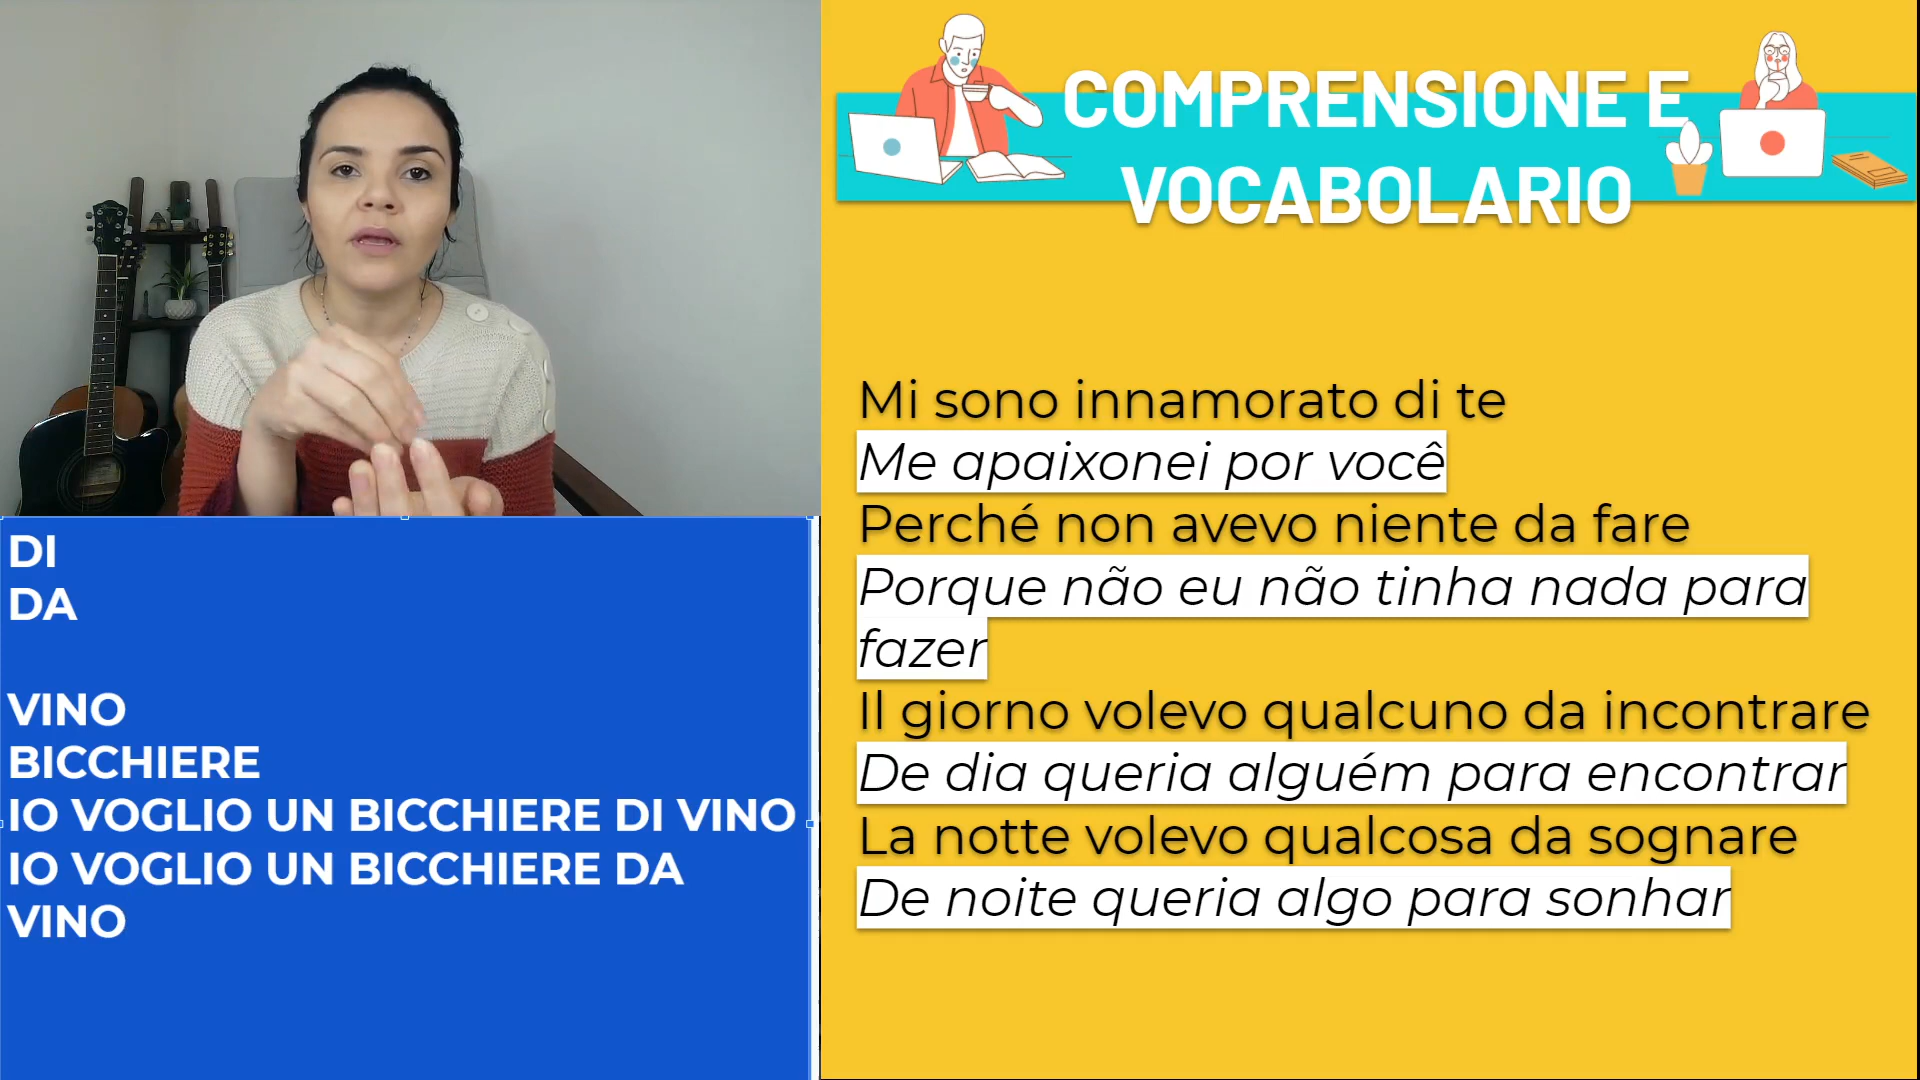 COMPRENSIONE E
VOCABOLARIO
Mi sono innamorato di te
Me apaixonei por você
Perché non avevo niente da fare
Porque não eu não tinha nada para
fazer
Il giorno volevo qualcuno da incontrare
De dia queria alguém para encontrar
La notte volevo qualcosa da sognare
De noite queria algo para sonhar
DI
DA
VINO
BICCHIERE
IO VOGLIO UN BICCHIERE DI VINO
IO VOGLIO UN BICCHIERE DA
VINO